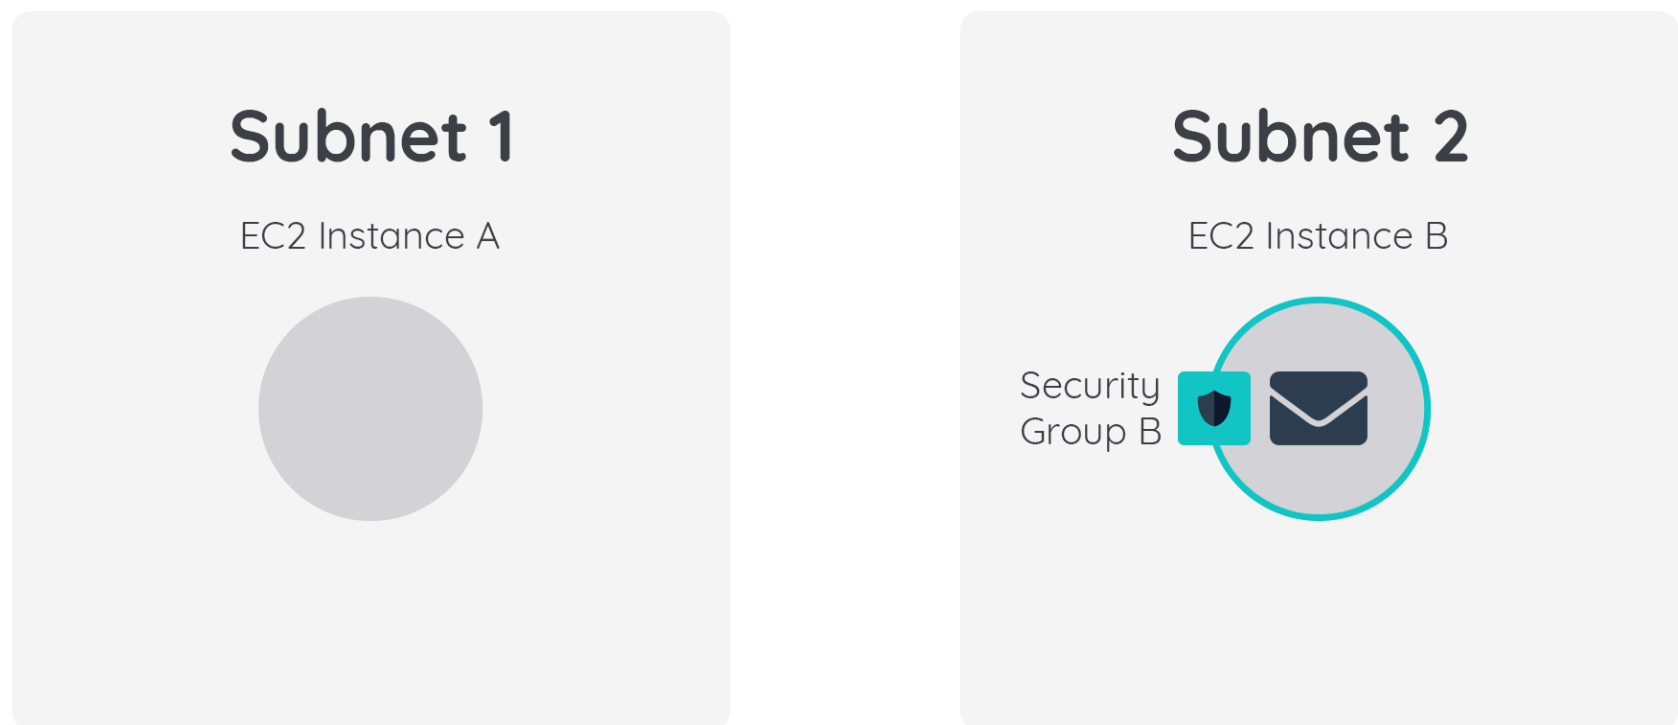 Subnet 1
EC2 Instance A
Subnet 2
EC2 Instance B
Security
Group B